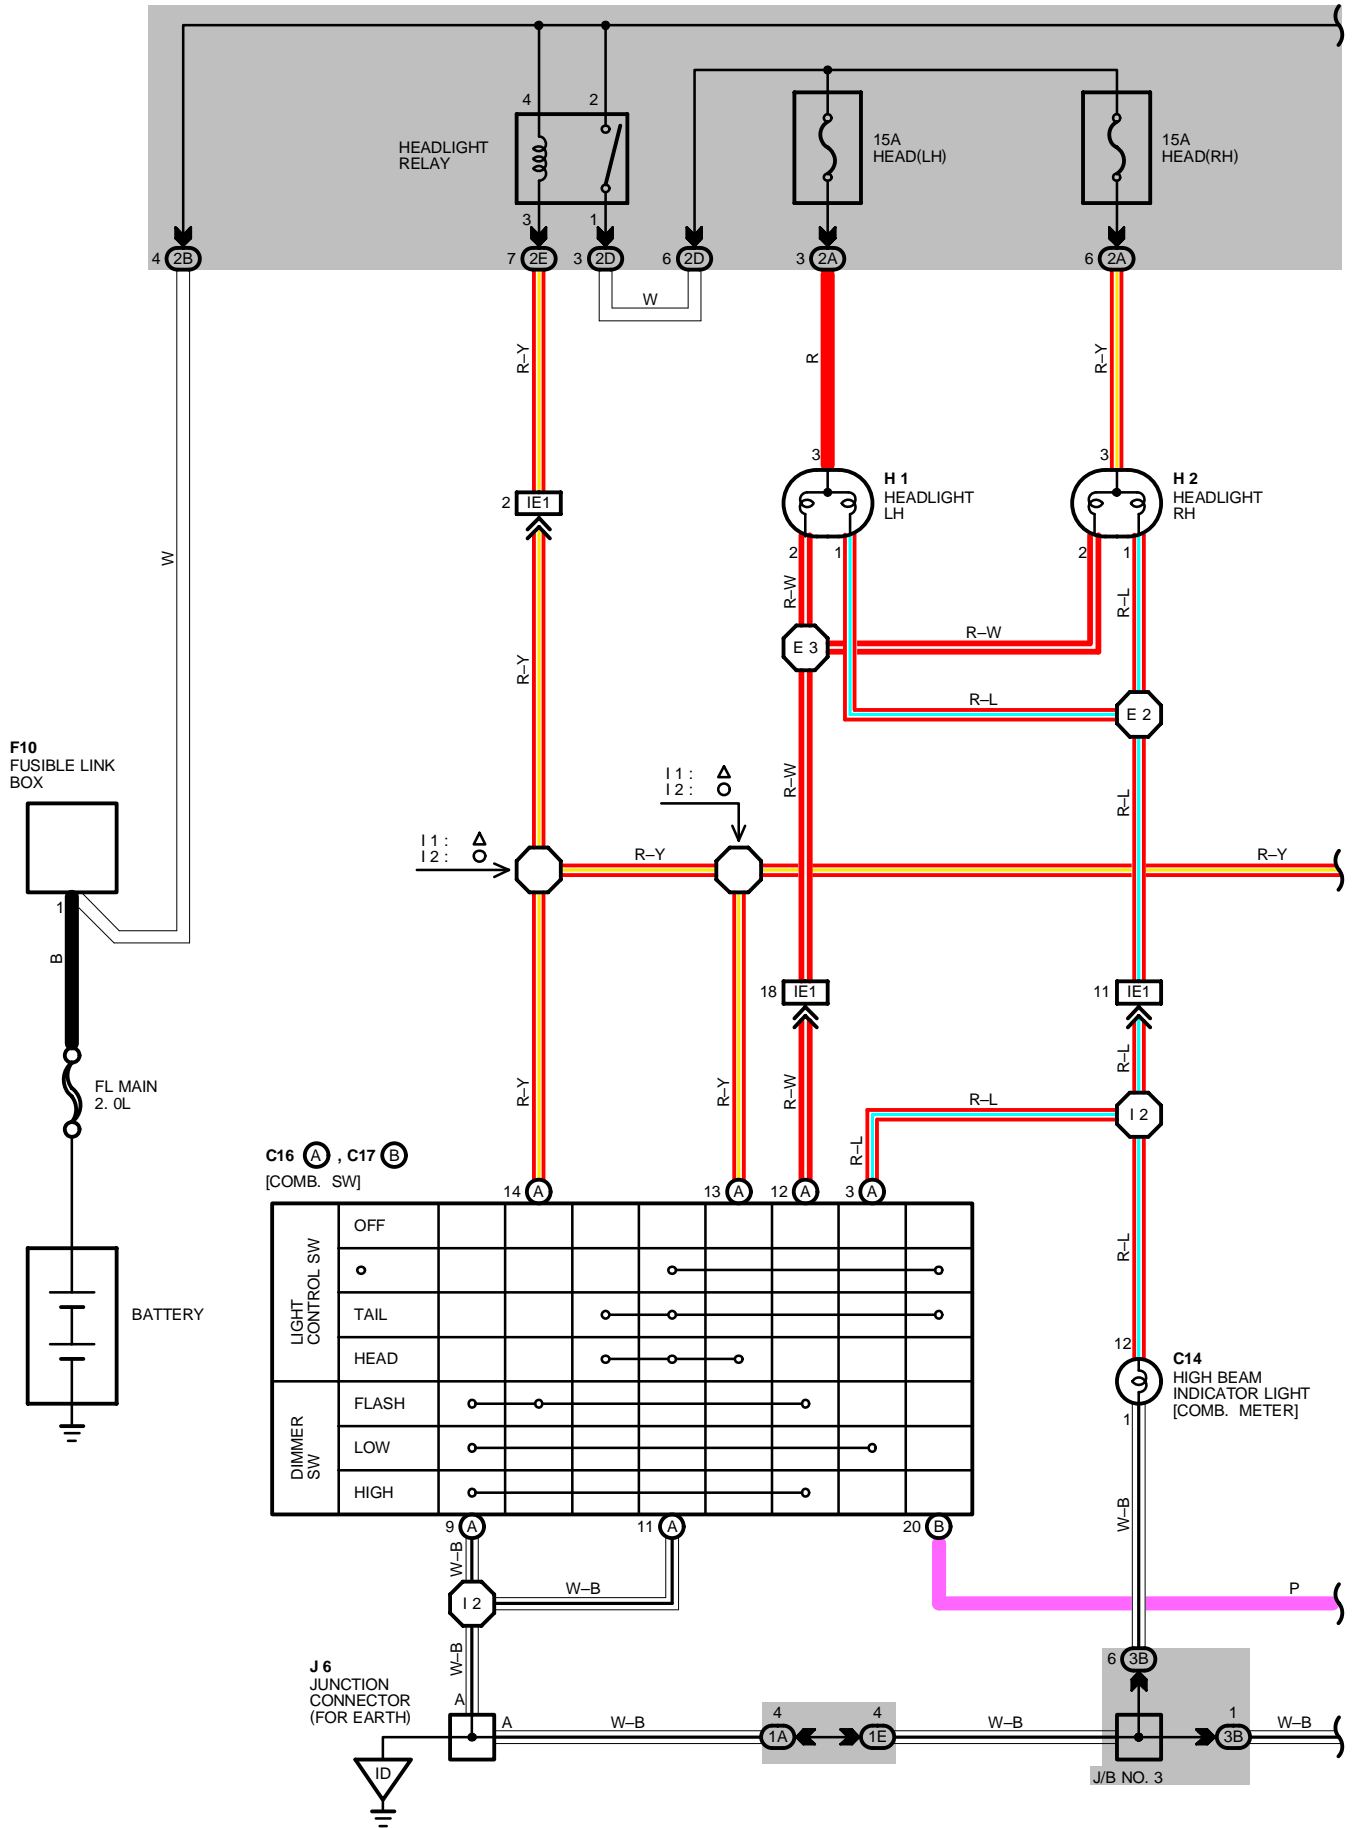 4 2
HEADLIGHT
RELAY
15A
HEAD(LH)
15A
HEAD(RH)
3 1
4 2B
7 2E
3 2D
6 2D
3 2A
6 2A
W
R–Y
R
R–Y
3
H 1
HEADLIGHT
LH
3
H 2
HEADLIGHT
RH
2 IE1
2 1
2 1
W
R–W
R–L
E 3
R–W
R–Y
R–L
E 2
F10
FUSIBLE LINK
BOX
I 1 :
I 2 :
R–W
R–L
I 1 :
I 2 :
R–Y
R–Y
1
B
18 IE1
11 IE1
FL MAIN
2. 0L
R–Y
R–Y
R–W
R–L
R–L
I 2
R–L
C16 A , C17 B
[COMB. SW]
14 A
13 A
12 A
3 A
LIGHT
CONTROL SW
OFF
TAIL
HEAD
R–L
BATTERY
12
C14
HIGH BEAM
INDICATOR LIGHT
[COMB. METER]
1
DIMMER
SW
FLASH
LOW
HIGH
9 A
11 A
20 B
W–B
W–B
I 2
W–B
P
W–B
J 6
JUNCTION
CONNECTOR
(FOR EARTH)
A
A
W–B
4
1A
4
1E
W–B
6 3B
1
3B
W–B
ID
J/B NO. 3